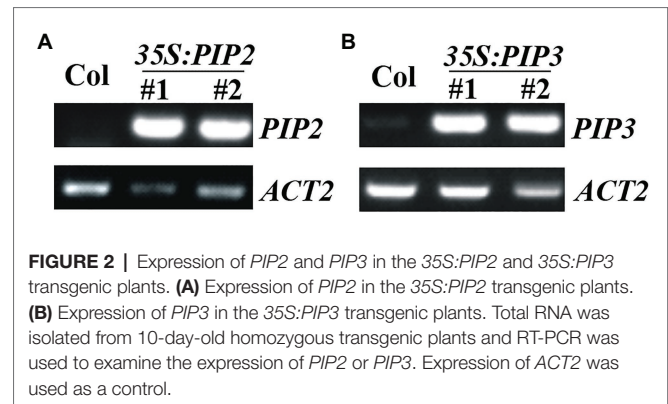 A
B
35S:PIP2
35S:PIP3
Col
#1
#2
Col
#1
#2
PIP2
PIP3
ACT2
ACT2
FIGURE 2 | Expression of PIP2 and PIP3 in the 35S:PIP2 and 35S:PIP3
transgenic plants. (A) Expression of PIP2 in the 35S:PIP2 transgenic plants.
(B) Expression of PIP3 in the 35S:PIP3 transgenic plants. Total RNA was
isolated from 10-day-old homozygous transgenic plants and RT-PCR was
used to examine the expression of PIP2 or PIP3. Expression of ACT2 was
used as a control.